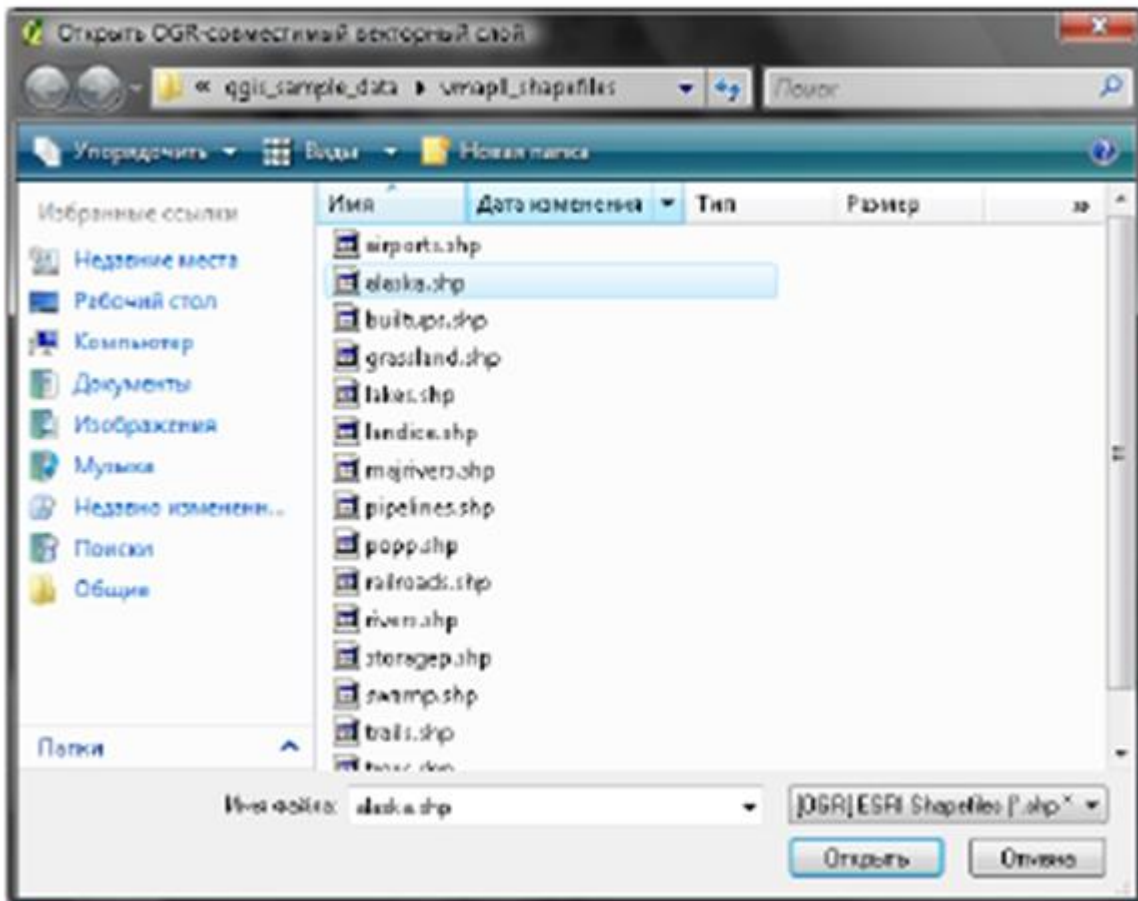 Открыть OGR-совместимый векторный слой
« qgis_sample_data ▸ vmap0_shapefiles
Поиск
Упорядочить Виды Новая папка
Избранные ссылки
Недавние места
Рабочий стол
Компьютер
Документы
Изображения
Музыка
Недавно измененн...
Поиски
Общие
Папки
Имя Дата изменения Тип Размер »
airports.shp
alaska.shp
builtups.shp
grassland.shp
lakes.shp
landice.shp
majrivers.shp
pipelines.shp
popp.shp
railroads.shp
rivers.shp
storagep.shp
swamp.shp
trails.shp
Имя файла: alaska.shp
[OGR] ESRI Shapefiles (*.shp *
Открыть Отмена